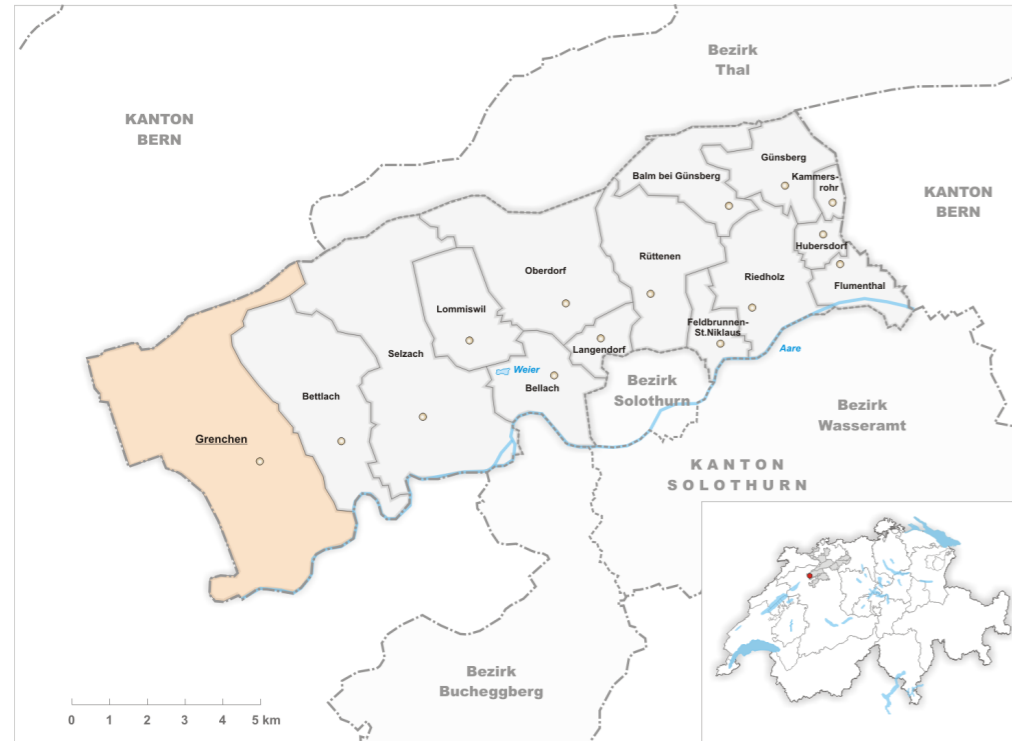 Bezirk
Thal
KANTON
BERN
Günsberg
Balm bei Günsberg
Kammers-
rohr
KANTON
BERN
Hubersdorf
Rüttenen
Oberdorf
Riedholz
Flumenthal
Lommiswil
Feldbrunnen-
St.Niklaus
Langendorf
Aare
Selzach
Weier
Bellach
Bezirk
Solothurn
Bettlach
Bezirk
Wasseramt
Grenchen
KANTON
SOLOTHURN
Bezirk
Bucheggberg
0 1 2 3 4 5 km